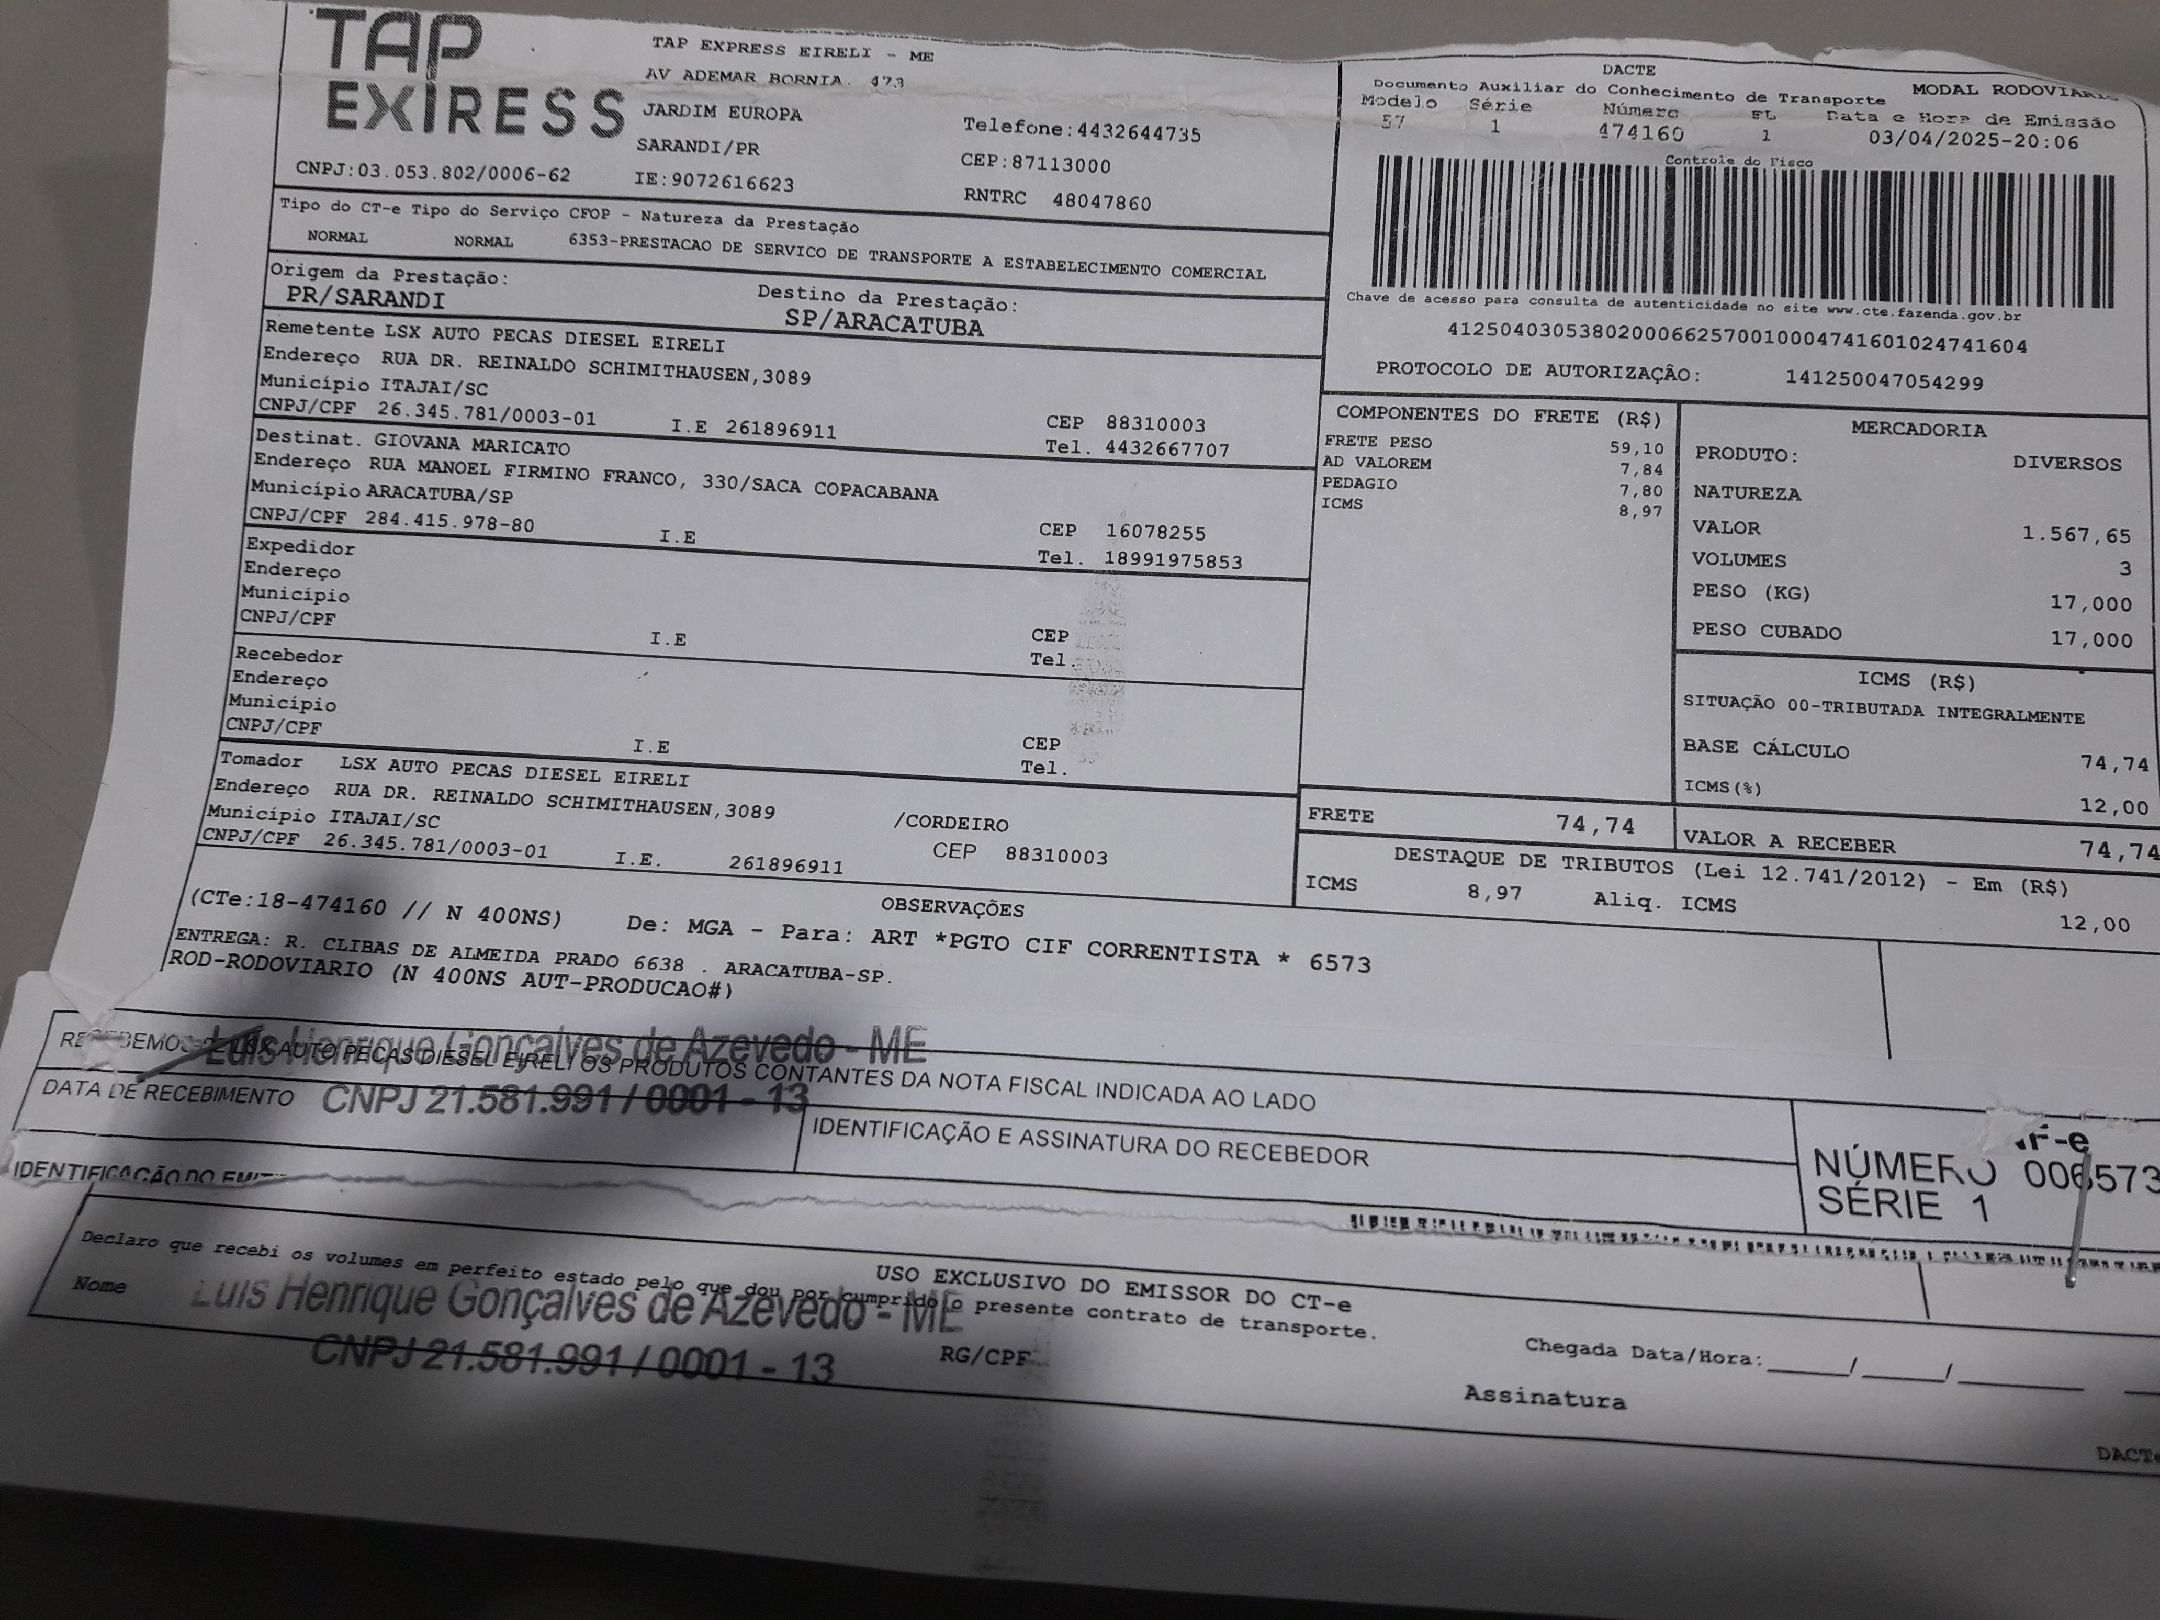 TAP
EXPRESS
CNPJ:03.053.802/0006-62
TAP EXPRESS EIRELI - ME
AV ADEMAR BORNIA. 473
JARDIM EUROPA
SARANDI/PR
IE:9072616623
Telefone:4432644735
CEP:87113000
RNTRC 48047860
DACTE
MODAL RODOVIARIO
Documento Auxiliar do Conhecimento de Transporte
Modelo Série Número FL Data e Hora de Emissão
57 1 474160 1 03/04/2025-20:06
Controle do Fisco
Chave de acesso para consulta de autenticidade no site www.cte.fazenda.gov.br
41250403053802000662570010004741601024741604
PROTOCOLO DE AUTORIZAÇÂO: 141250047054299
Tipo do CT-e Tipo do Serviço CFOP - Natureza da Prestação
NORMAL NORMAL 6353-PRESTACAO DE SERVICO DE TRANSPORTE A ESTABELECIMENTO COMERCIAL
Origem da Prestação: Destino da Prestação:
PR/SARANDI SP/ARACATUBA
Remetente LSX AUTO PECAS DIESEL EIRELI
Endereço RUA DR. REINALDO SCHIMITHAUSEN,3089
Município ITAJAI/SC CEP 88310003
CNPJ/CPF 26.345.781/0003-01 I.E 261896911 Tel. 4432667707
Destinat. GIOVANA MARICATO
Endereço RUA MANOEL FIRMINO FRANCO, 330/SACA COPACABANA
Município ARACATUBA/SP CEP 16078255
CNPJ/CPF 284.415.978-80 I.E Tel. 18991975853
Expedidor
Endereço
Município CEP
CNPJ/CPF I.E Tel.
Recebedor
Endereço
Município CEP
CNPJ/CPF I.E Tel.
Tomador LSX AUTO PECAS DIESEL EIRELI
Endereço RUA DR. REINALDO SCHIMITHAUSEN,3089 /CORDEIRO
Município ITAJAI/SC CEP 88310003
CNPJ/CPF 26.345.781/0003-01 I.E. 261896911
COMPONENTES DO FRETE (R$)
FRETE PESO 59,10
AD VALOREM 7,84
PEDAGIO 7,80
ICMS 8,97
MERCADORIA
PRODUTO: DIVERSOS
NATUREZA
VALOR 1.567,65
VOLUMES 3
PESO (KG) 17,000
PESO CUBADO 17,000
ICMS (R$)
SITUAÇÃO 00-TRIBUTADA INTEGRALMENTE
BASE CÁLCULO 74,74
ICMS(%) 12,00
FRETE 74,74 VALOR A RECEBER 74,74
DESTAQUE DE TRIBUTOS (Lei 12.741/2012) - Em (R$)
ICMS 8,97 Aliq. ICMS 12,00
OBSERVAÇÕES
(CTe:18-474160 // N 400NS) De: MGA - Para: ART *PGTO CIF CORRENTISTA * 6573
ENTREGA: R. CLIBAS DE ALMEIDA PRADO 6638 . ARACATUBA-SP.
ROD-RODOVIARIO (N 400NS AUT-PRODUCAO#)
AUTO PECAS DIESEL EIRELI OS PRODUTOS CONTANTES DA NOTA FISCAL INDICADA AO LADO
Luis Henrique Gonçalves de Azevedo - ME
CNPJ 21.581.991 / 0001 - 13
DATA DE RECEBIMENTO
IDENTIFICAÇÃO E ASSINATURA DO RECEBEDOR
NÚMERO 006573
SÉRIE 1
IDENTIFICAÇÃO DO
USO EXCLUSIVO DO EMISSOR DO CT-e
Declaro que recebi os volumes em perfeito estado pelo que dou por cumprido o presente contrato de transporte.
Nome
Luis Henrique Gonçalves de Azevedo - ME
CNPJ 21.581.991 / 0001 - 13
RG/CPF
Chegada Data/Hora:_____/_____/_______
Assinatura